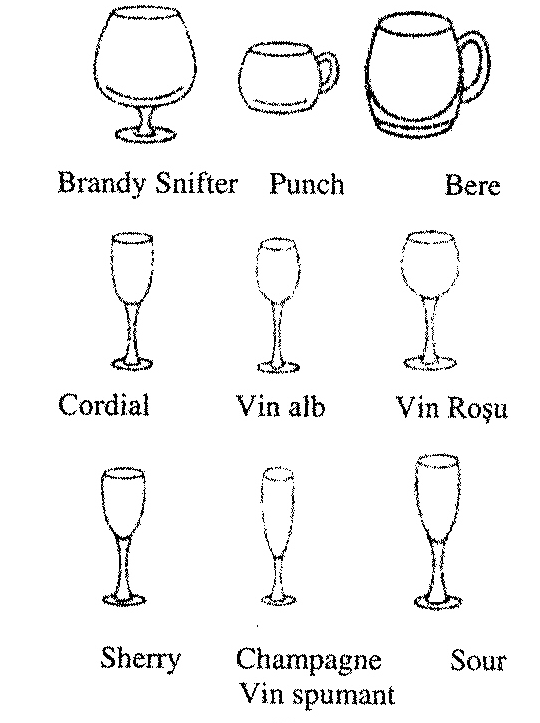 Brandy Snifter Punch Bere
Cordial Vin alb Vin Roșu
Sherry Champagne Sour
Vin spumant